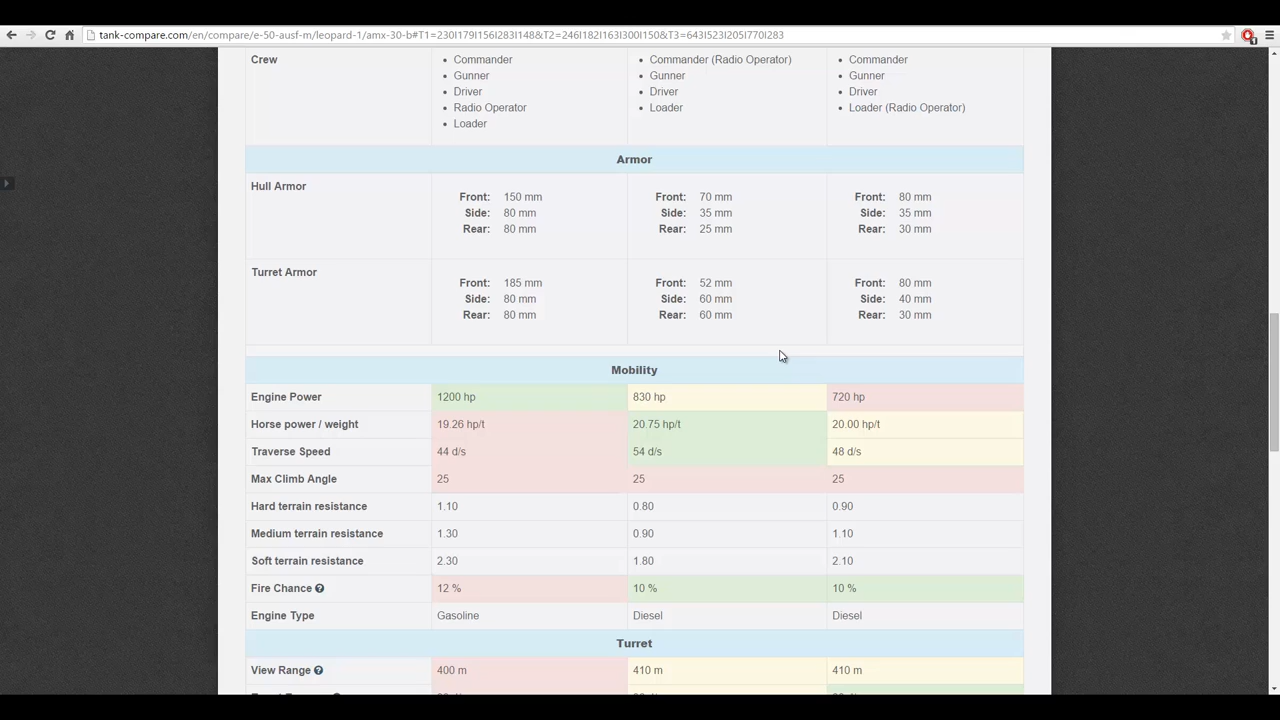 tank-compare.com/en/compare/e-50-ausf-m/leopard-1/amx-30-b#T1=230l179l156l283l148&T2=246l182l163l300l150&T3=643l523l205l770l283
Crew
Commander
Gunner
Driver
Radio Operator
Loader
Commander (Radio Operator)
Gunner
Driver
Loader
Commander
Gunner
Driver
Loader (Radio Operator)
Armor
Hull Armor
Front: 150 mm
Side: 80 mm
Rear: 80 mm
Front: 70 mm
Side: 35 mm
Rear: 25 mm
Front: 80 mm
Side: 35 mm
Rear: 30 mm
Turret Armor
Front: 185 mm
Side: 80 mm
Rear: 80 mm
Front: 52 mm
Side: 60 mm
Rear: 60 mm
Front: 80 mm
Side: 40 mm
Rear: 30 mm
Mobility
Engine Power 1200 hp 830 hp 720 hp
Horse power / weight 19.26 hp/t 20.75 hp/t 20.00 hp/t
Traverse Speed 44 d/s 54 d/s 48 d/s
Max Climb Angle 25 25 25
Hard terrain resistance 1.10 0.80 0.90
Medium terrain resistance 1.30 0.90 1.10
Soft terrain resistance 2.30 1.80 2.10
Fire Chance 12 % 10 % 10 %
Engine Type Gasoline Diesel Diesel
Turret
View Range 400 m 410 m 410 m